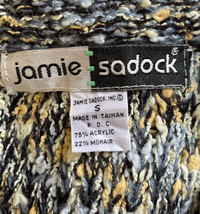 jamie sadock ®
JAMIE SADOCK, INC. ©
S
MADE IN TAIWAN
R.O.C.
78% ACRYLIC
22% MOHAIR